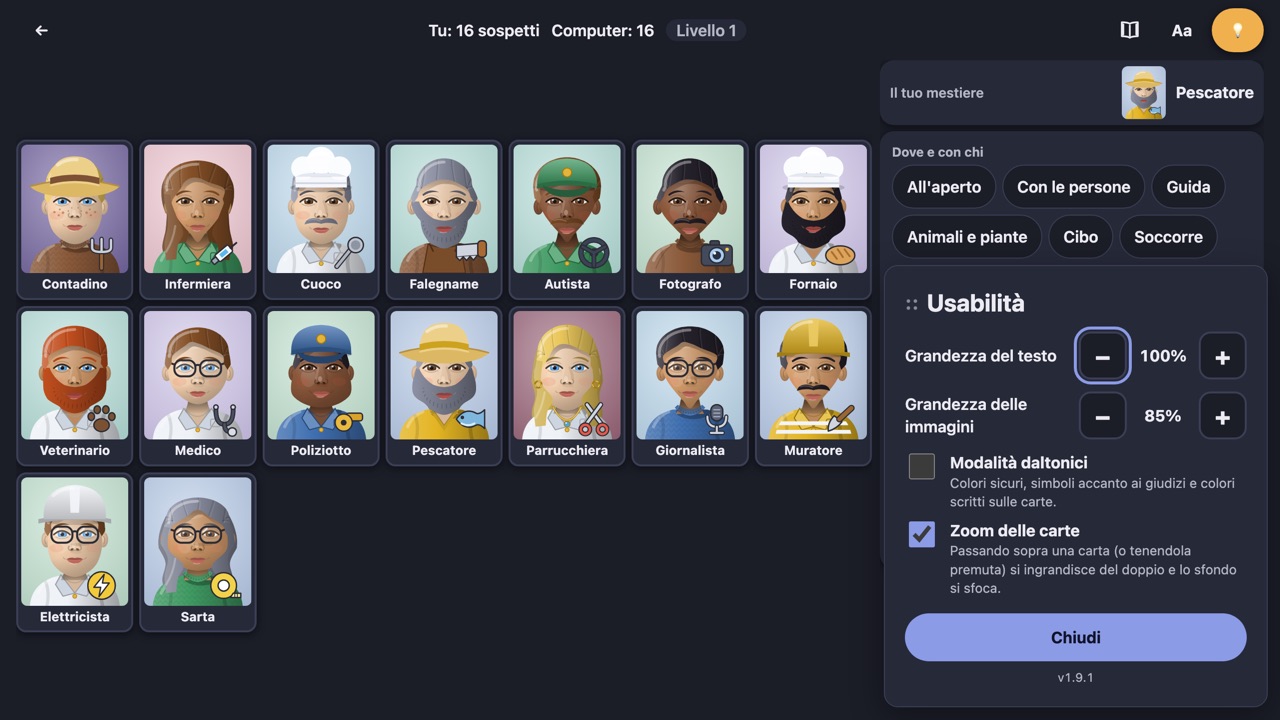 Tu: 16 sospetti Computer: 16 Livello 1
Aa
Il tuo mestiere
Pescatore
Dove e con chi
All'aperto Con le persone Guida
Animali e piante Cibo Soccorre
Contadino Infermiera Cuoco Falegname Autista Fotografo Fornaio
Veterinario Medico Poliziotto Pescatore Parrucchiera Giornalista Muratore
Elettricista Sarta
Usabilità
Grandezza del testo − 100% +
Grandezza delle
immagini − 85% +
Modalità daltonici
Colori sicuri, simboli accanto ai giudizi e colori
scritti sulle carte.
Zoom delle carte
Passando sopra una carta (o tenendola
premuta) si ingrandisce del doppio e lo sfondo
si sfoca.
Chiudi
v1.9.1